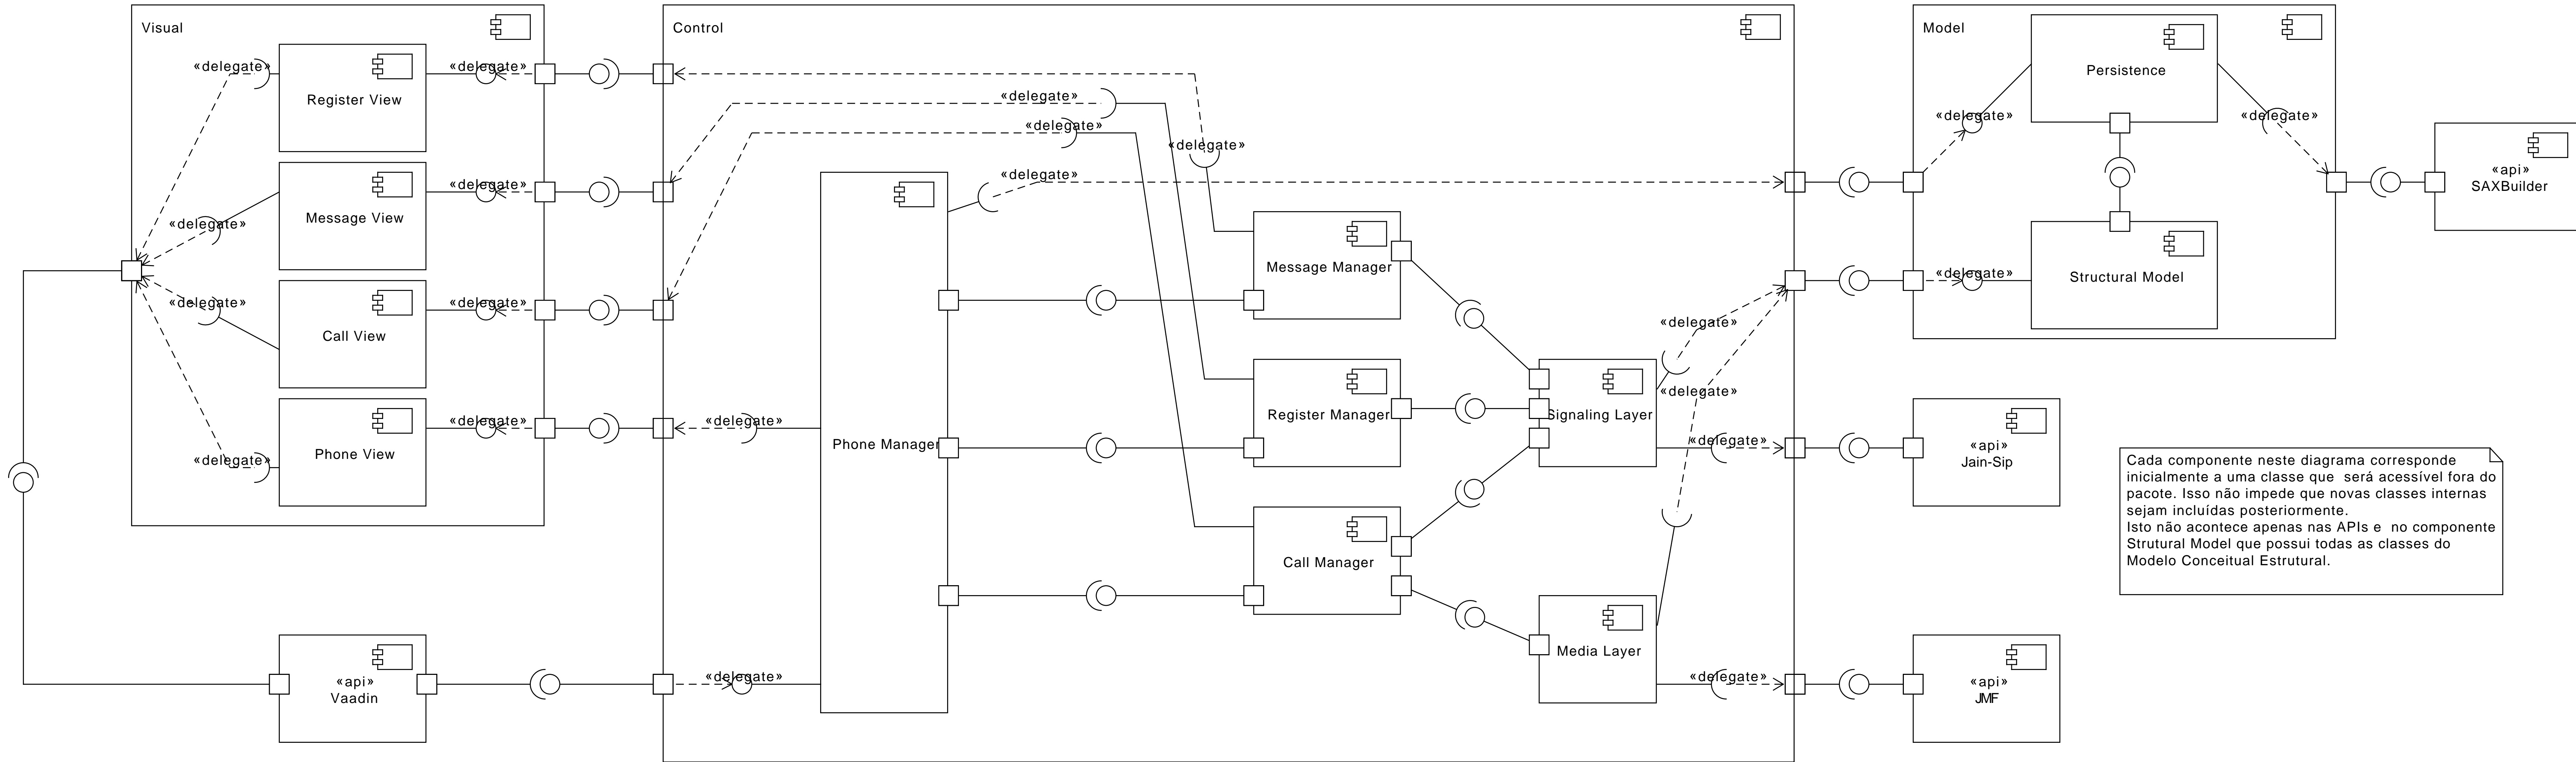 Visual
«delegate»
«delegate»
Register View
«delegate»
Message View
«delegate»
«delegate»
Call View
«delegate»
«delegate»
Phone View
«delegate»
«api»
Vaadin
Control
«delegate»
«delegate»
«delegate»
«delegate»
Phone Manager
«delegate»
«delegate»
Message Manager
Register Manager
Call Manager
Signaling Layer
«delegate»
«delegate»
«delegate»
Media Layer
«delegate»
Model
Persistence
«delegate»
«delegate»
Structural Model
«delegate»
«api»
SAXBuilder
«api»
Jain-Sip
«api»
JMF
Cada componente neste diagrama corresponde
inicialmente a uma classe que  será acessível fora do
pacote. Isso não impede que novas classes internas
sejam incluídas posteriormente.
Isto não acontece apenas nas APIs e  no componente
Strutural Model que possui todas as classes do
Modelo Conceitual Estrutural.